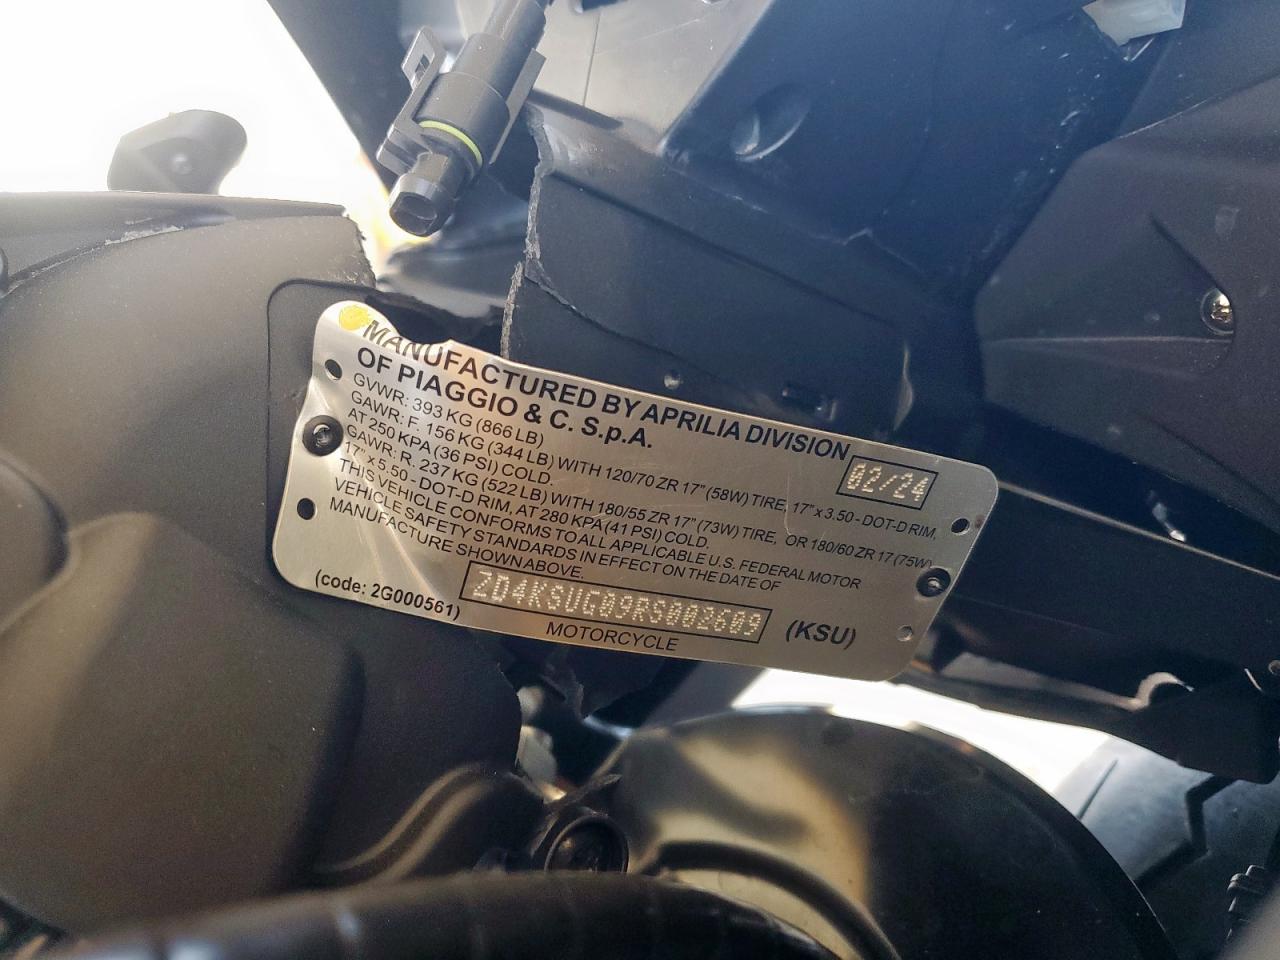 MANUFACTURED BY APRILIA DIVISION
OF PIAGGIO & C. S.p.A.
02/24
GVWR: 393 KG (866 LB)
GAWR: F. 156 KG (344 LB) WITH 120/70 ZR 17" (58W) TIRE, 17" x 3.50 - DOT-D RIM,
AT 250 KPA (36 PSI) COLD.
GAWR: R. 237 KG (522 LB) WITH 180/55 ZR 17" (73W) TIRE, OR 180/60 ZR 17 (75W)
17" x 5.50 - DOT-D RIM, AT 280 KPA (41 PSI) COLD.
THIS VEHICLE CONFORMS TO ALL APPLICABLE U.S. FEDERAL MOTOR
VEHICLE SAFETY STANDARDS IN EFFECT ON THE DATE OF
MANUFACTURE SHOWN ABOVE.
ZD4KSUG09RS002609 (KSU)
(code: 2G000561)
MOTORCYCLE